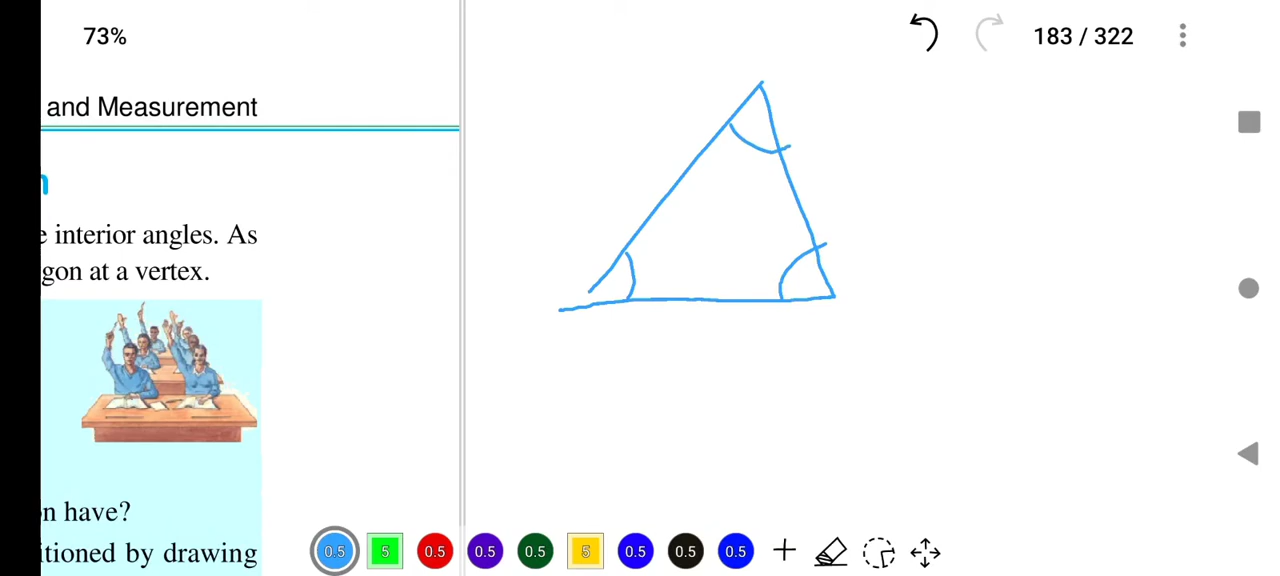 73%
183 / 322
and Measurement
e interior angles. As
gon at a vertex.
n have?
itioned by drawing
0.5 5 0.5 0.5 0.5 5 0.5 0.5 0.5